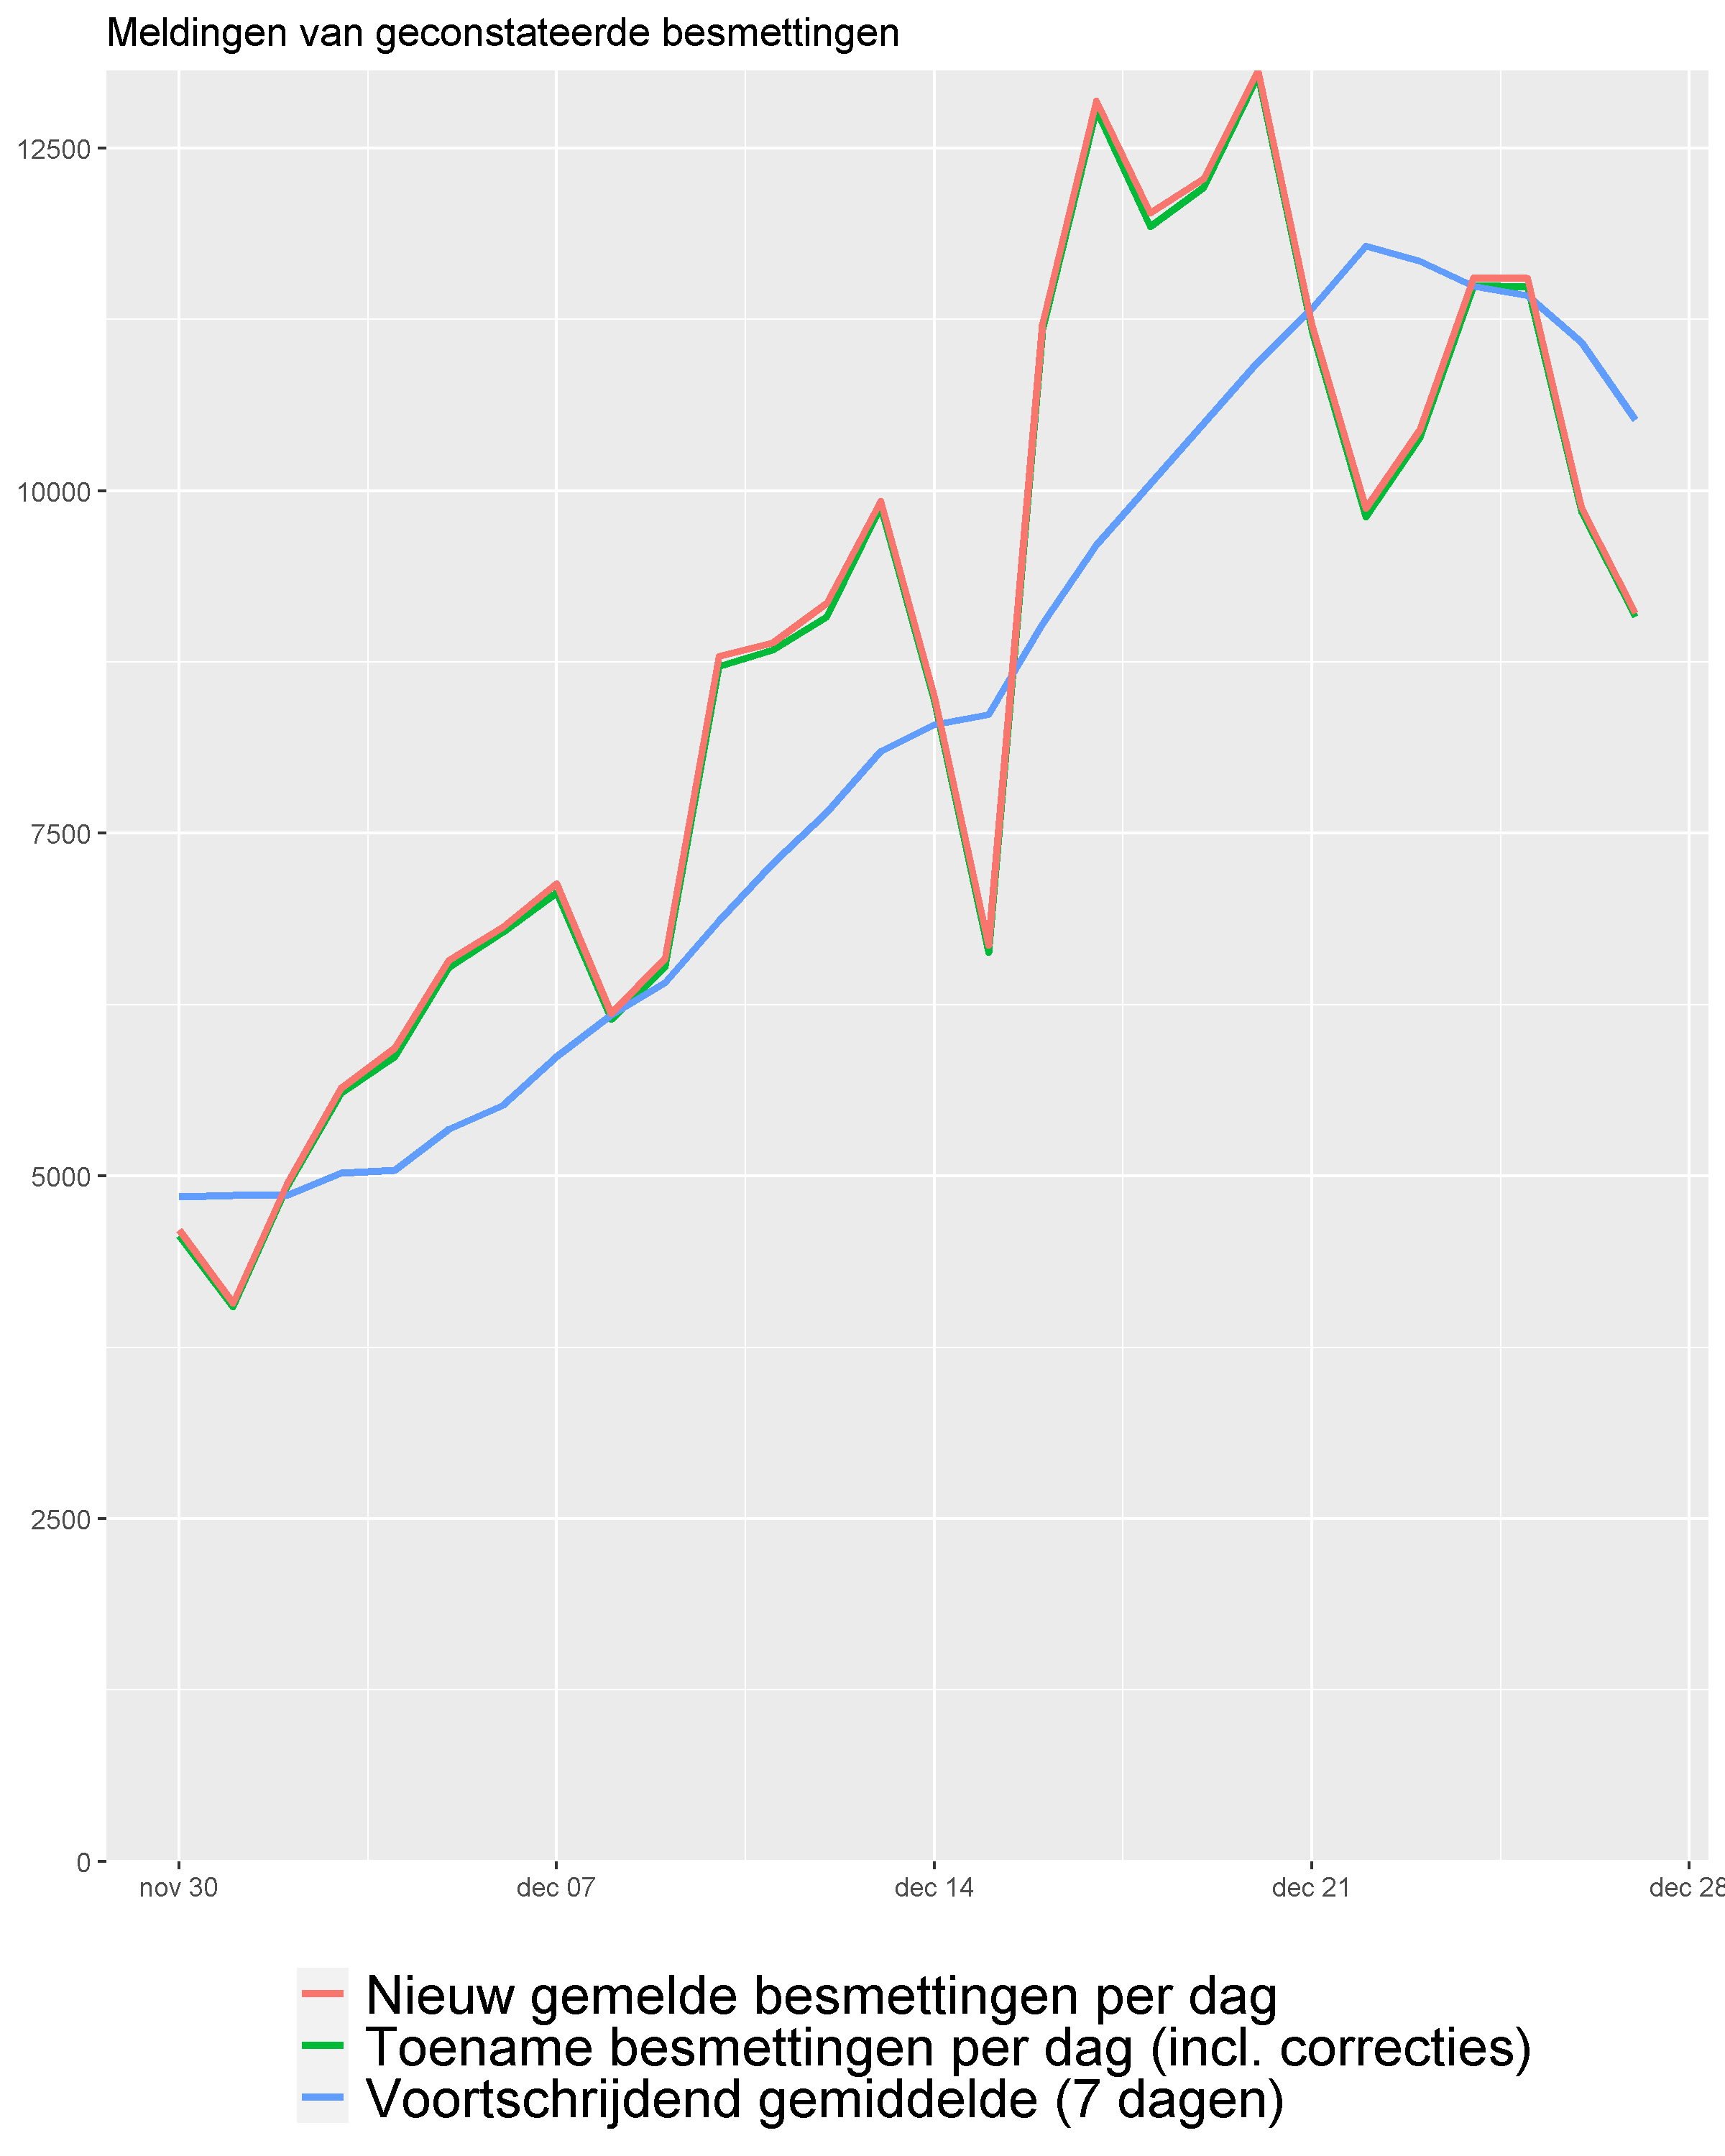 Meldingen van geconstateerde besmettingen
12500
10000
7500
5000
2500
0
nov 30 dec 07 dec 14 dec 21 dec 28
Nieuw gemelde besmettingen per dag
Toename besmettingen per dag (incl. correcties)
Voortschrijdend gemiddelde (7 dagen)